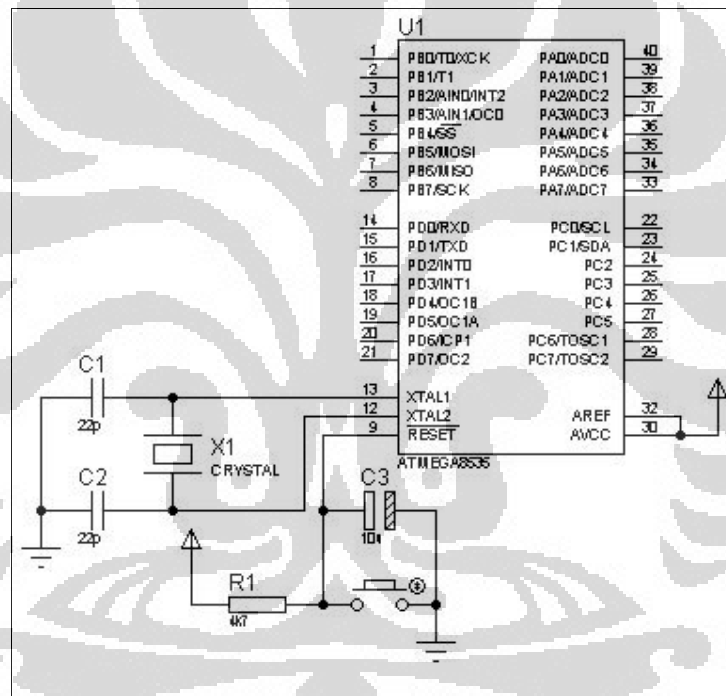 U1
1 PB0/T0/XCK PA0/ADC0 40
2 PB1/T1 PA1/ADC1 39
3 PB2/AIN0/INT2 PA2/ADC2 38
4 PB3/AIN1/OC0 PA3/ADC3 37
5 PB4/SS PA4/ADC4 36
6 PB5/MOSI PA5/ADC5 35
7 PB6/MISO PA6/ADC6 34
8 PB7/SCK PA7/ADC7 33
14 PD0/RXD PC0/SCL 22
15 PD1/TXD PC1/SDA 23
16 PD2/INT0 PC2 24
17 PD3/INT1 PC3 25
18 PD4/OC1B PC4 26
19 PD5/OC1A PC5 27
20 PD6/ICP1 PC6/TOSC1 28
21 PD7/OC2 PC7/TOSC2 29
13 XTAL1
12 XTAL2 AREF 32
9 RESET AVCC 30
ATMEGA8535
C1
22p
X1
CRYSTAL
C2
22p
C3
10u
R1
4K7